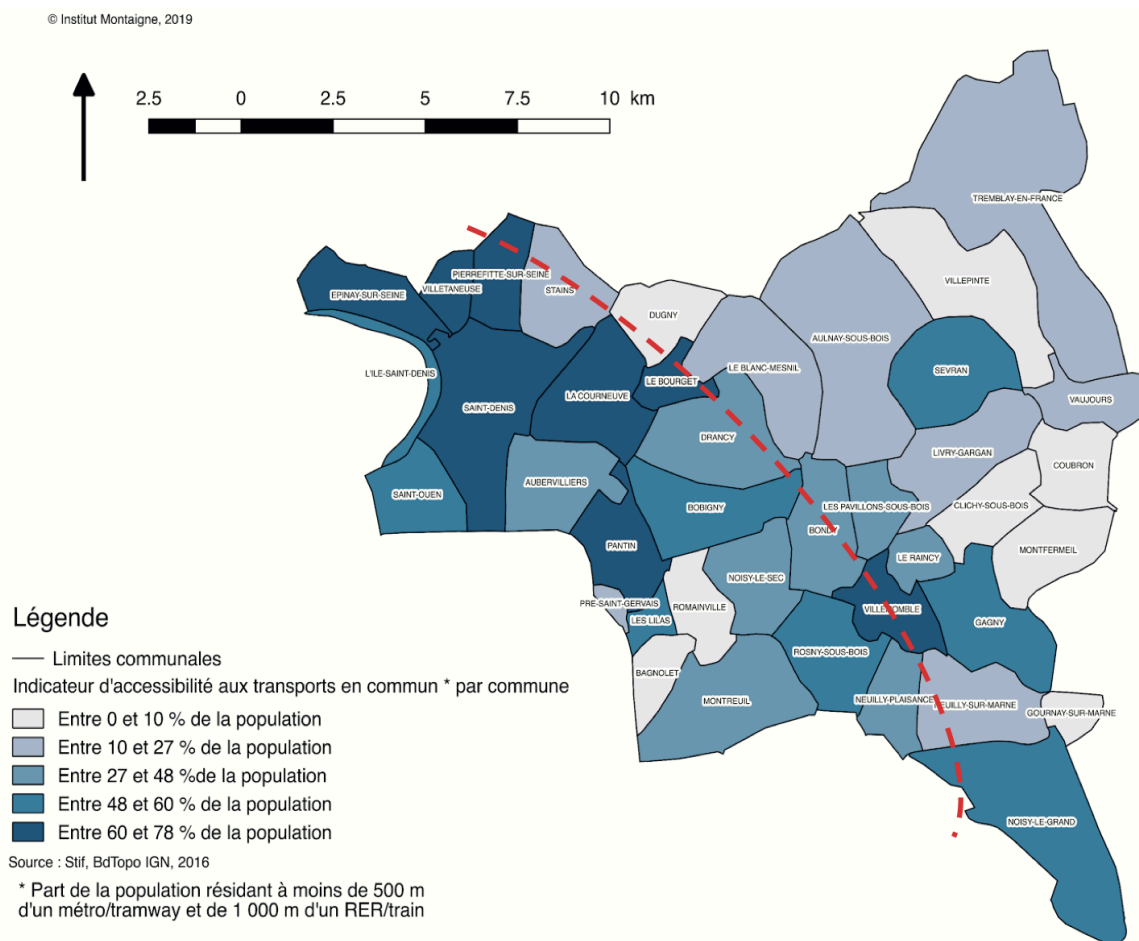 © Institut Montaigne, 2019
2.5 0 2.5 5 7.5 10 km
TREMBLAY-EN-FRANCE
PIERREFITTE-SUR-SEINE
VILLEPINTE
VILLETANEUSE
STAINS
EPINAY-SUR-SEINE
DUGNY
AULNAY-SOUS-BOIS
LE BLANC-MESNIL
SEVRAN
L'ILE-SAINT-DENIS
LE BOURGET
LA COURNEUVE
VAUJOURS
SAINT-DENIS
DRANCY
LIVRY-GARGAN
COUBRON
AUBERVILLIERS
SAINT-OUEN
CLICHY-SOUS-BOIS
BOBIGNY
LES PAVILLONS-SOUS-BOIS
BONDY
PANTIN
MONTFERMEIL
LE RAINCY
NOISY-LE-SEC
PRE-SAINT-GERVAIS
ROMAINVILLE
VILLEMOMBLE
LES LILAS
GAGNY
ROSNY-SOUS-BOIS
BAGNOLET
MONTREUIL
NEUILLY-PLAISANCE
NEUILLY-SUR-MARNE
GOURNAY-SUR-MARNE
NOISY-LE-GRAND
Légende
Limites communales
Indicateur d'accessibilité aux transports en commun * par commune
Entre 0 et 10 % de la population
Entre 10 et 27 % de la population
Entre 27 et 48 %de la population
Entre 48 et 60 % de la population
Entre 60 et 78 % de la population
Source : Stif, BdTopo IGN, 2016
* Part de la population résidant à moins de 500 m
d'un métro/tramway et de 1 000 m d'un RER/train